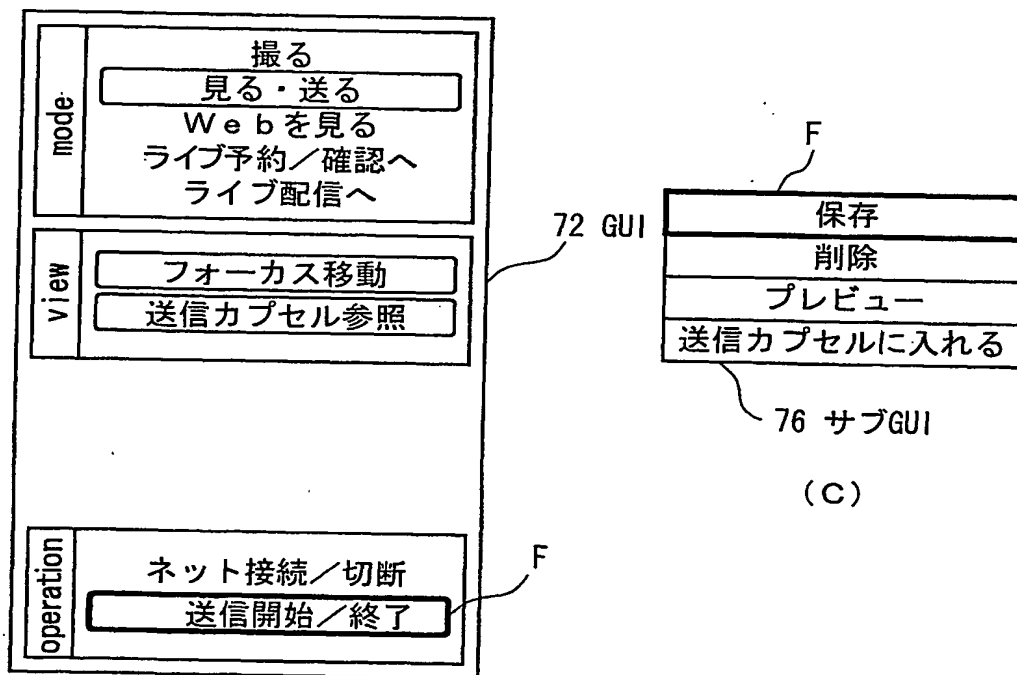 mode
撮る
見る・送る
Webを見る
ライブ予約／確認へ
ライブ配信へ
view
フォーカス移動
送信カプセル参照
operation
ネット接続／切断
送信開始／終了
F
72 GUI
F
保存
削除
プレビュー
送信カプセルに入れる
76 サブGUI
(C)